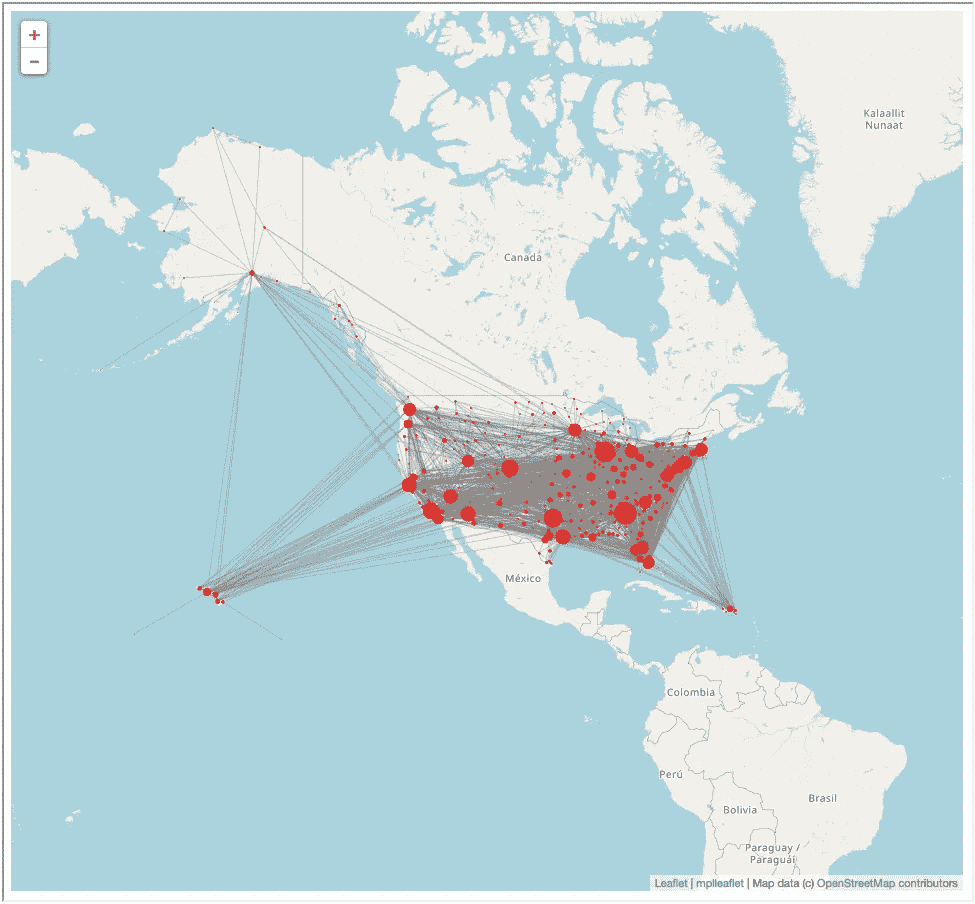 +
−
Kalaallit
Nunaat
Canada
México
Colombia
Perú
Brasil
Bolivia
Paraguay /
Paraguái
Leaflet | mplleaflet | Map data (c) OpenStreetMap contributors